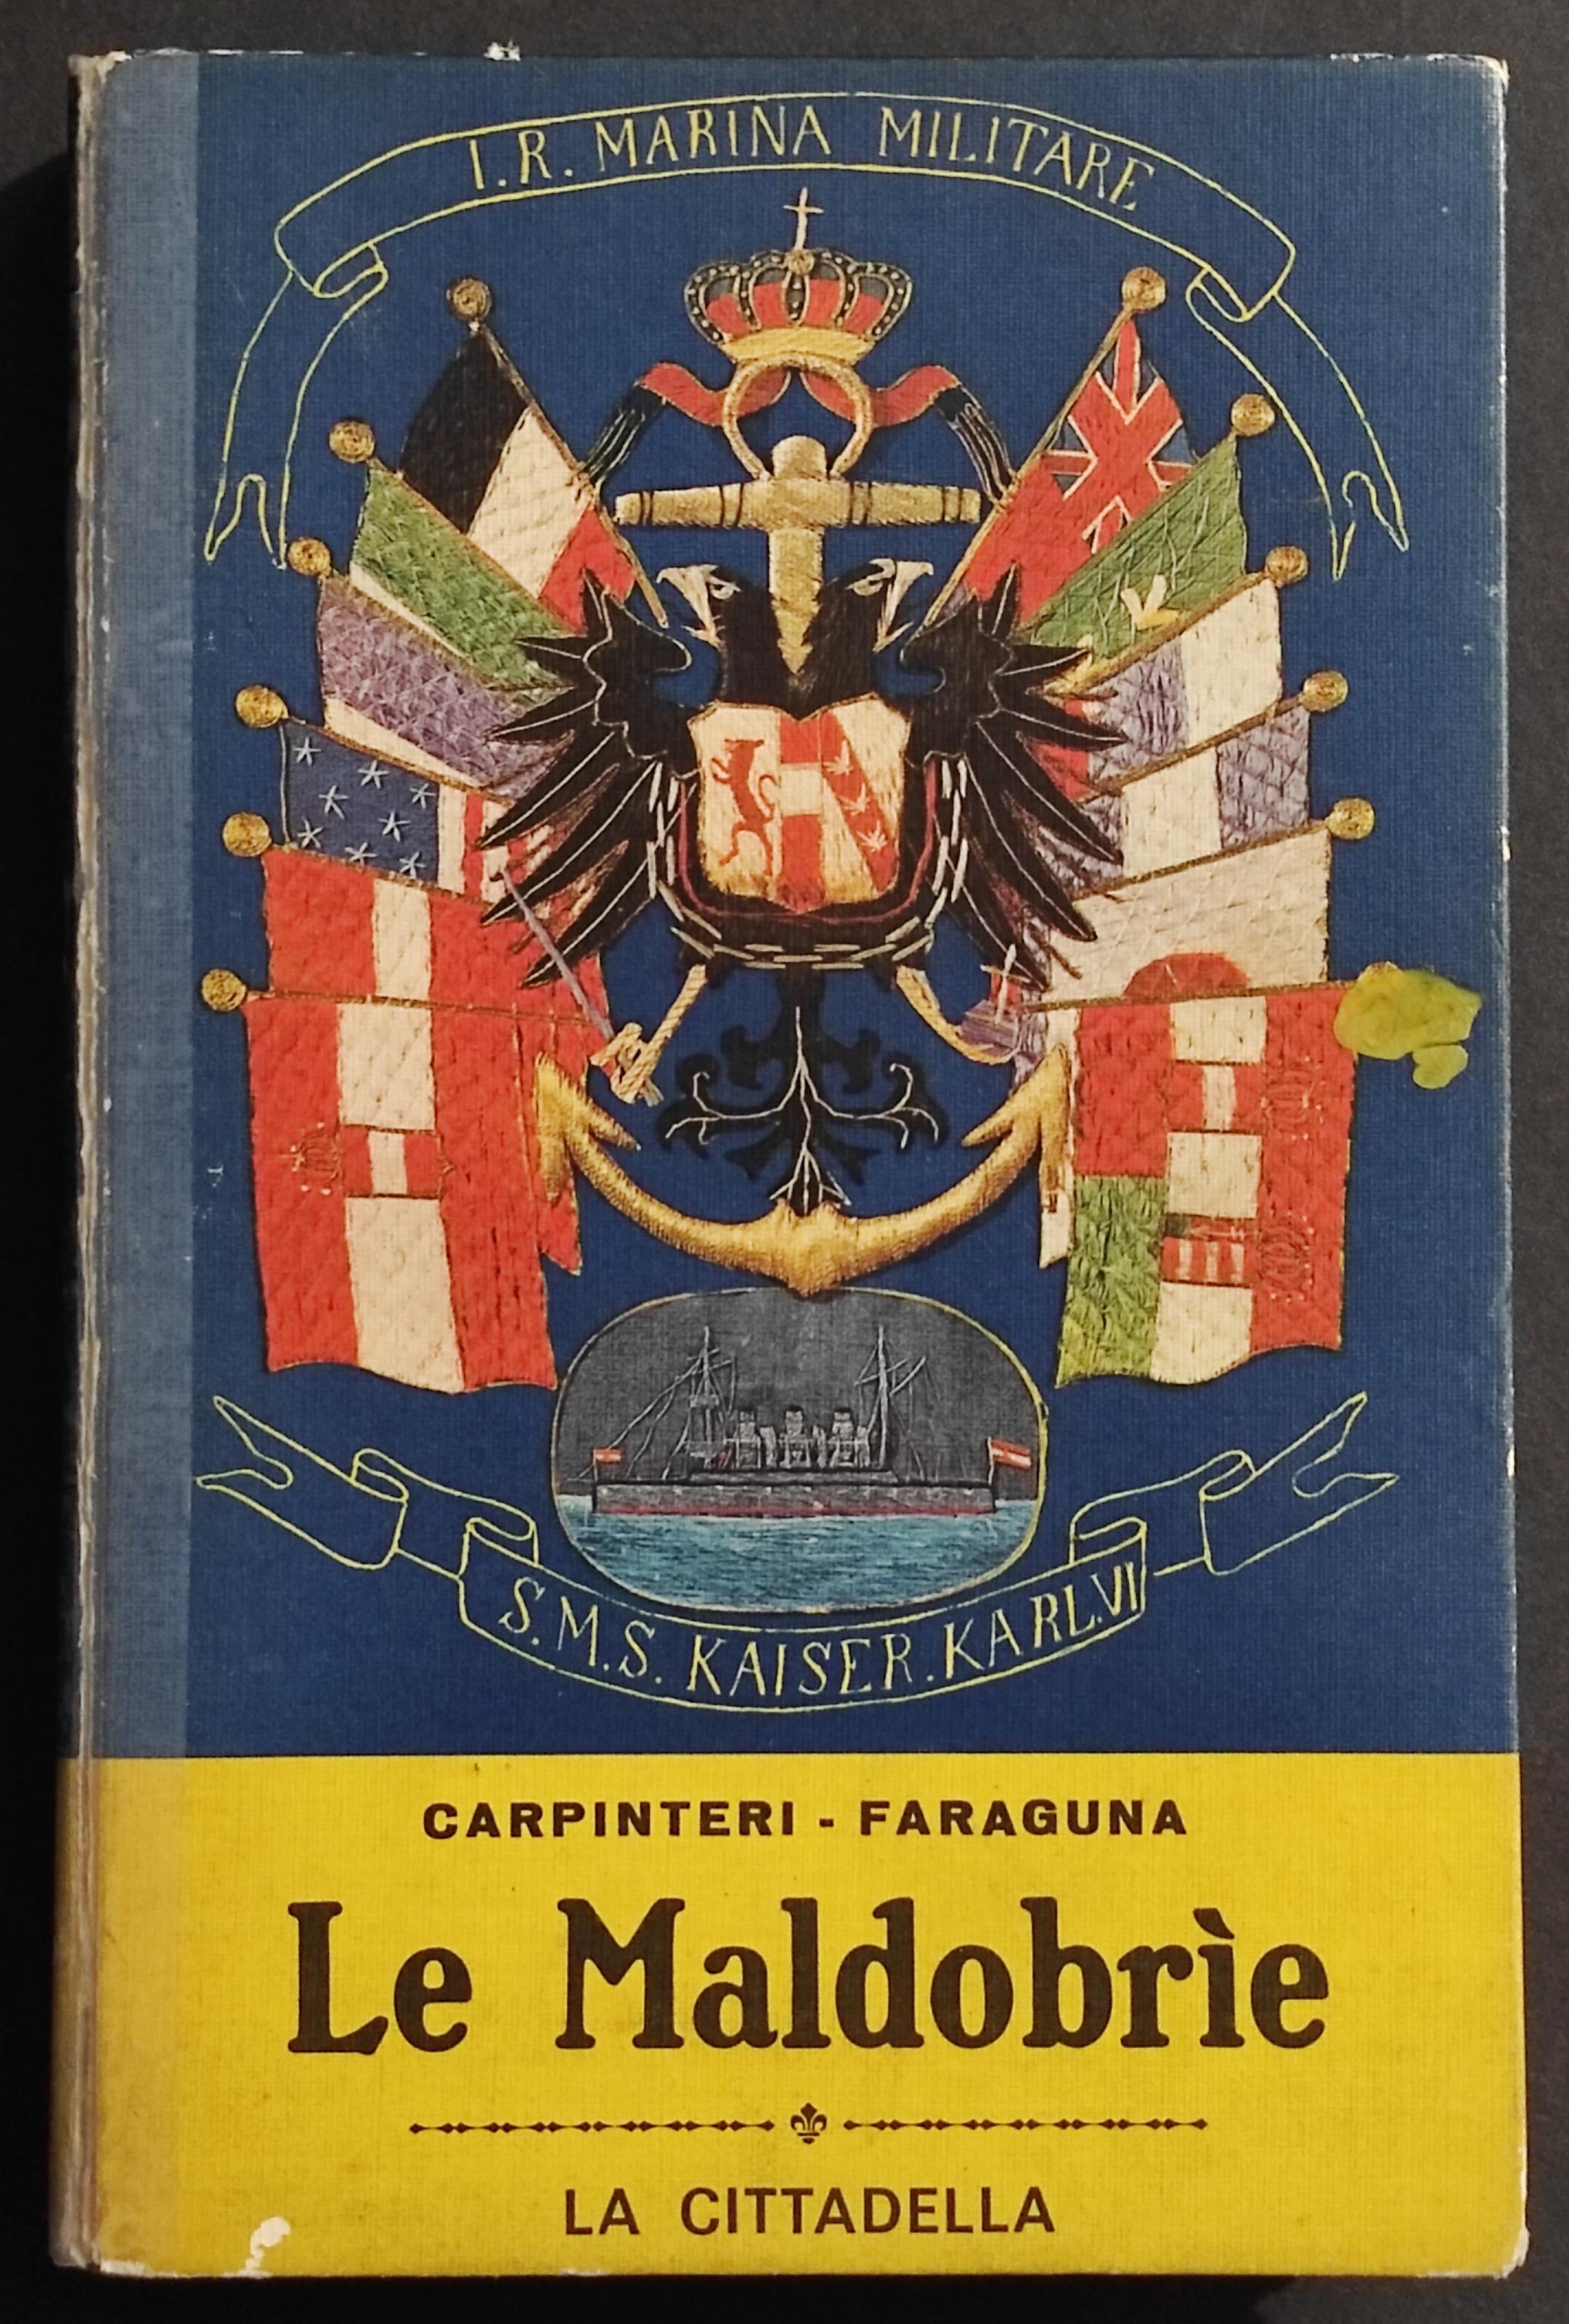 I.R. MARINA MILITARE
S.M.S. KAISER.KARL.VI
CARPINTERI - FARAGUNA
Le Maldobrìe
LA CITTADELLA